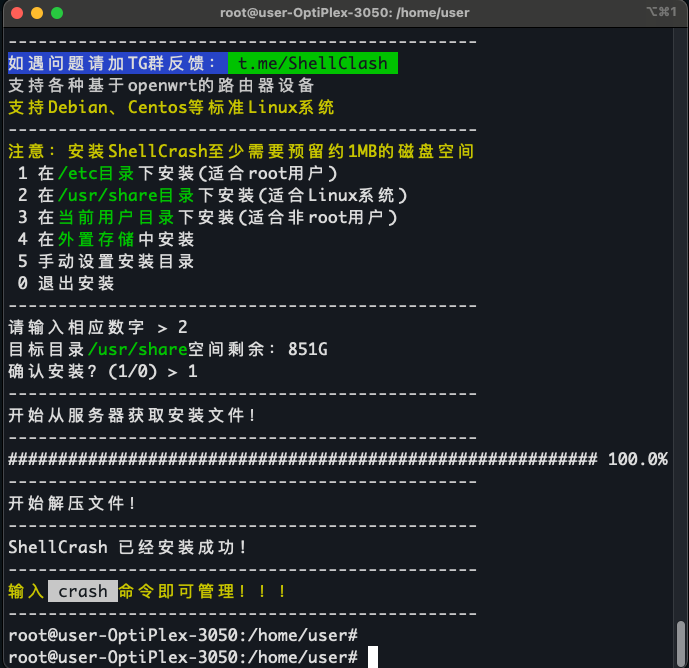 root@user-OptiPlex-3050: /home/user
⌥⌘1
-----------------------------------------------
如遇问题请加TG群反馈： t.me/ShellClash
支持各种基于openwrt的路由器设备
支持Debian、Centos等标准Linux系统
-----------------------------------------------
注意：安装ShellCrash至少需要预留约1MB的磁盘空间
1 在/etc目录下安装(适合root用户)
2 在/usr/share目录下安装(适合Linux系统)
3 在当前用户目录下安装(适合非root用户)
4 在外置存储中安装
5 手动设置安装目录
0 退出安装
-----------------------------------------------
请输入相应数字 > 2
目标目录/usr/share空间剩余：851G
确认安装？(1/0) > 1
-----------------------------------------------
开始从服务器获取安装文件！
-----------------------------------------------
########################################################### 100.0%
-----------------------------------------------
开始解压文件！
-----------------------------------------------
ShellCrash 已经安装成功!
-----------------------------------------------
输入 crash 命令即可管理！！！
-----------------------------------------------
root@user-OptiPlex-3050:/home/user#
root@user-OptiPlex-3050:/home/user#